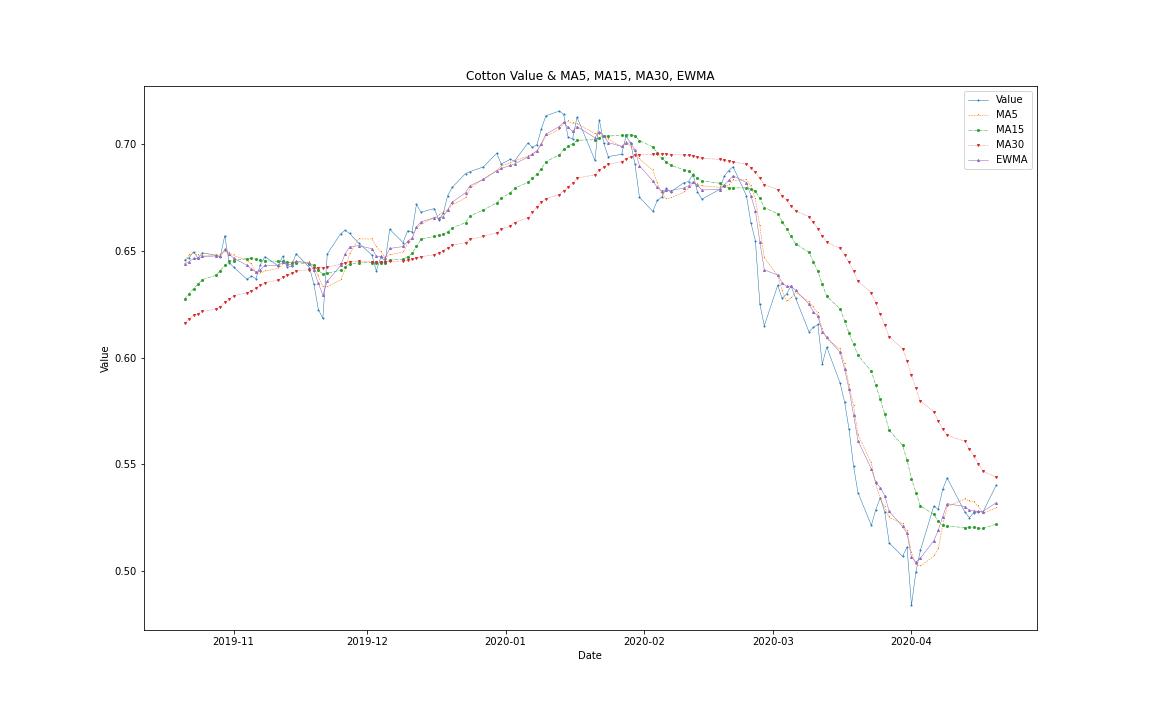 Cotton Value & MA5, MA15, MA30, EWMA
Value
MA5
MA15
MA30
EWMA
0.70
0.65
0.60
0.55
0.50
Value
2019-11
2019-12
2020-01
2020-02
2020-03
2020-04
Date